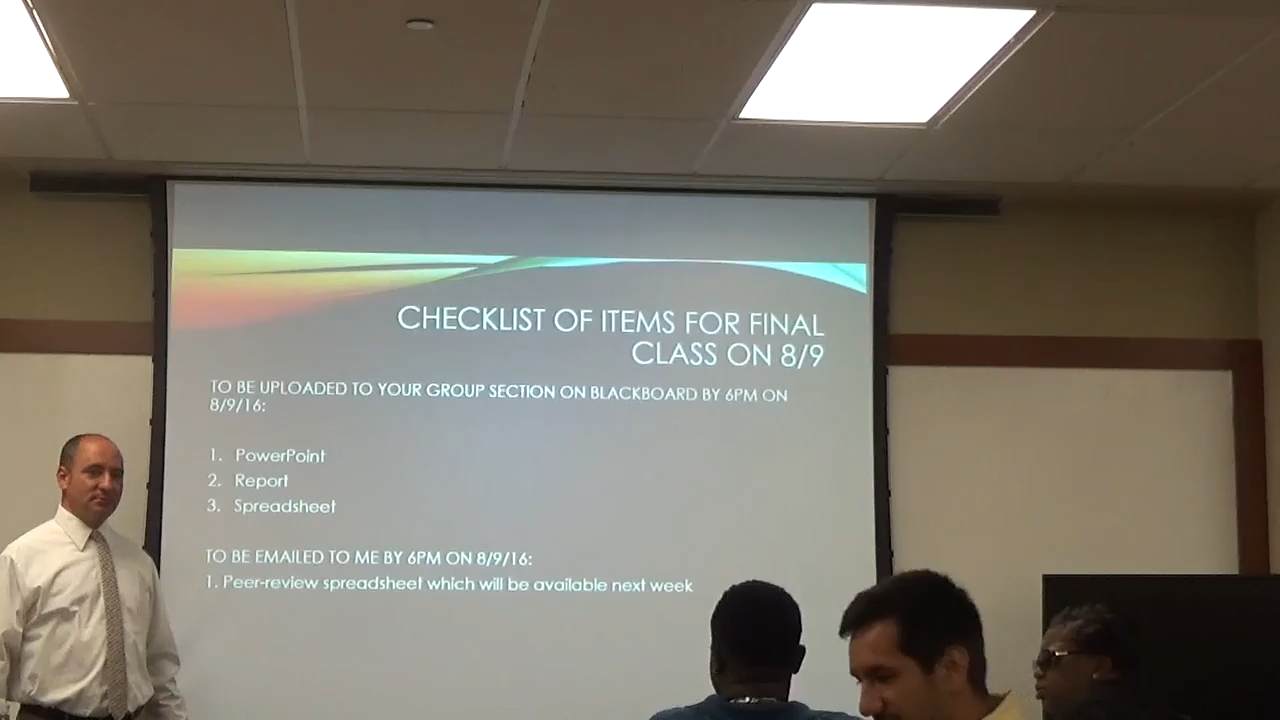 CHECKLIST OF ITEMS FOR FINAL
CLASS ON 8/9
TO BE UPLOADED TO YOUR GROUP SECTION ON BLACKBOARD BY 6PM ON
8/9/16:
1. PowerPoint
2. Report
3. Spreadsheet
TO BE EMAILED TO ME BY 6PM ON 8/9/16:
1. Peer-review spreadsheet which will be available next week